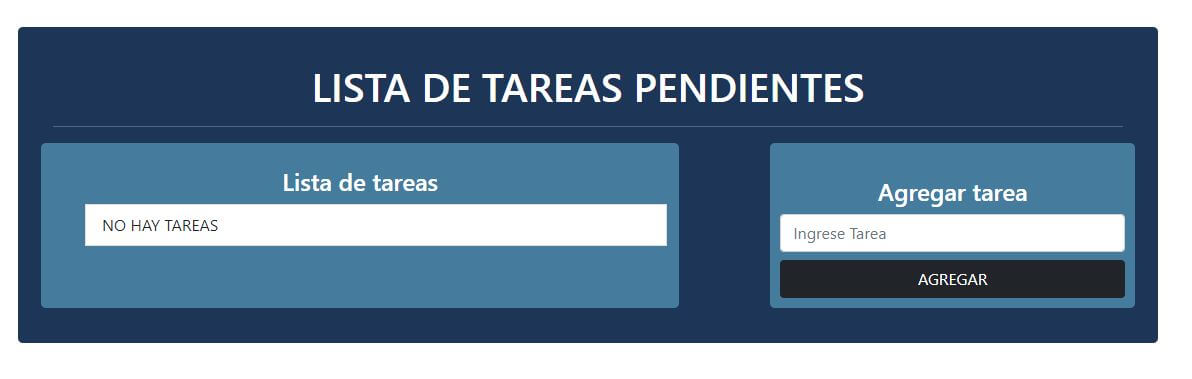 LISTA DE TAREAS PENDIENTES
Lista de tareas
NO HAY TAREAS
Agregar tarea
Ingrese Tarea
AGREGAR